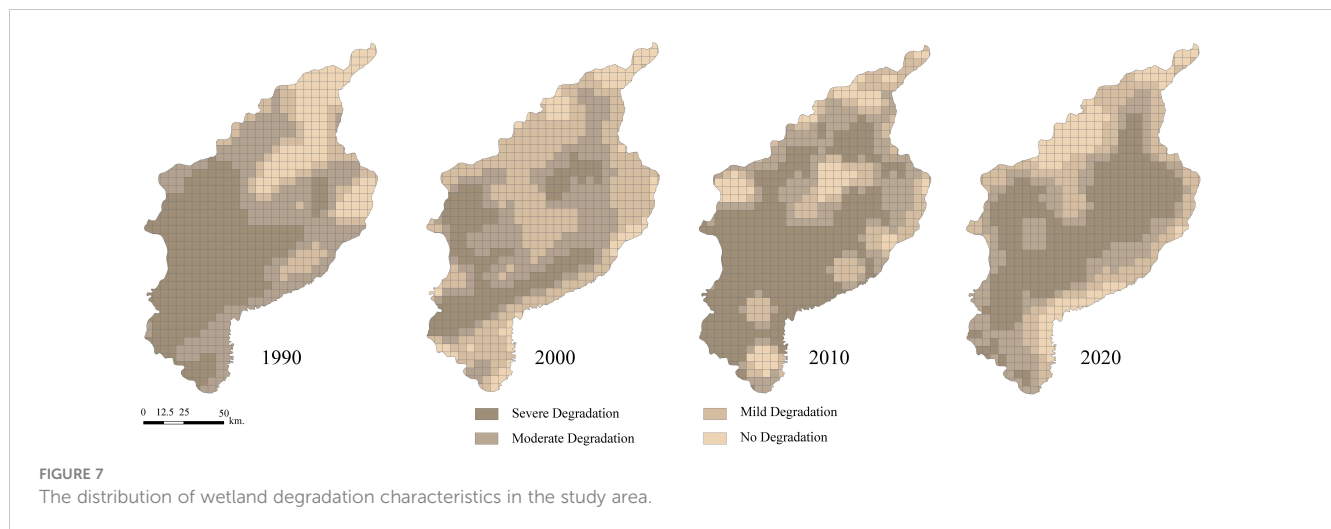 1990
2000
2010
2020
0 12.5 25 50
km.
Severe Degradation
Mild Degradation
Moderate Degradation
No Degradation
FIGURE 7
The distribution of wetland degradation characteristics in the study area.